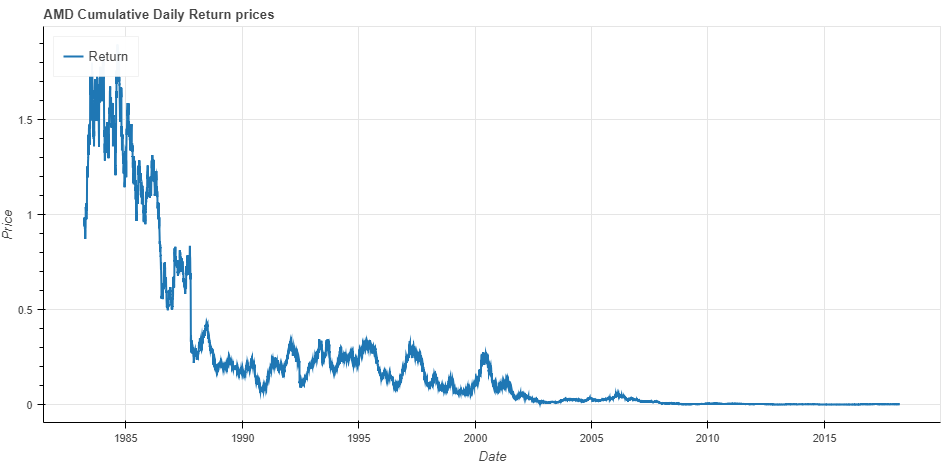 AMD Cumulative Daily Return prices
Return
Price
1.5
1
0.5
0
1985 1990 1995 2000 2005 2010 2015
Date